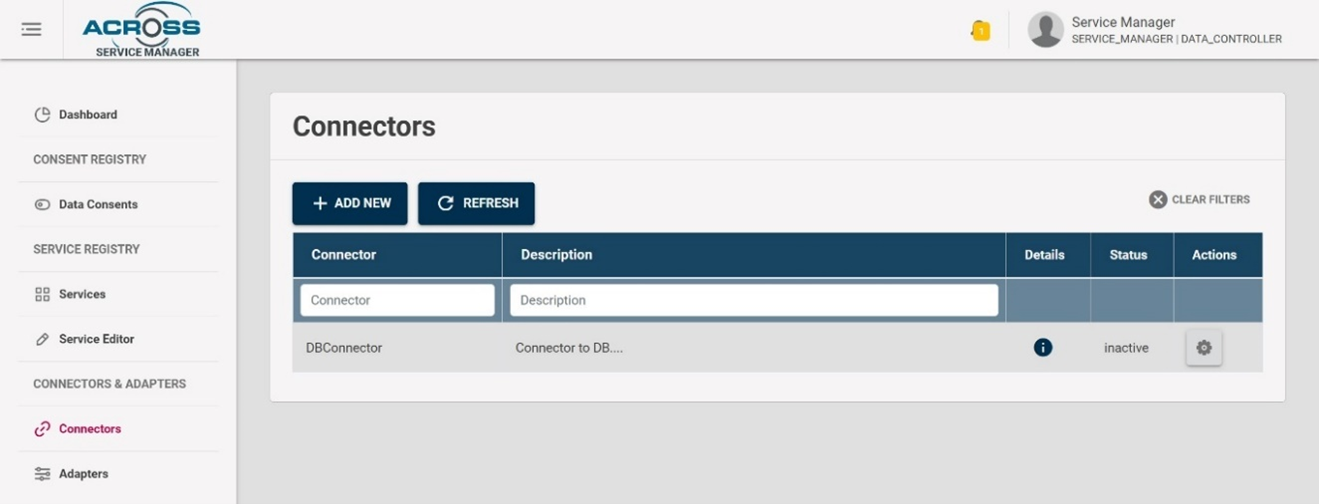 ACROSS
SERVICE MANAGER
1
Service Manager
SERVICE_MANAGER | DATA_CONTROLLER
Dashboard
CONSENT REGISTRY
Data Consents
SERVICE REGISTRY
Services
Service Editor
CONNECTORS & ADAPTERS
Connectors
Adapters
Connectors
+ ADD NEW
REFRESH
CLEAR FILTERS
Connector Description Details Status Actions
Connector Description
DBConnector Connector to DB.... inactive